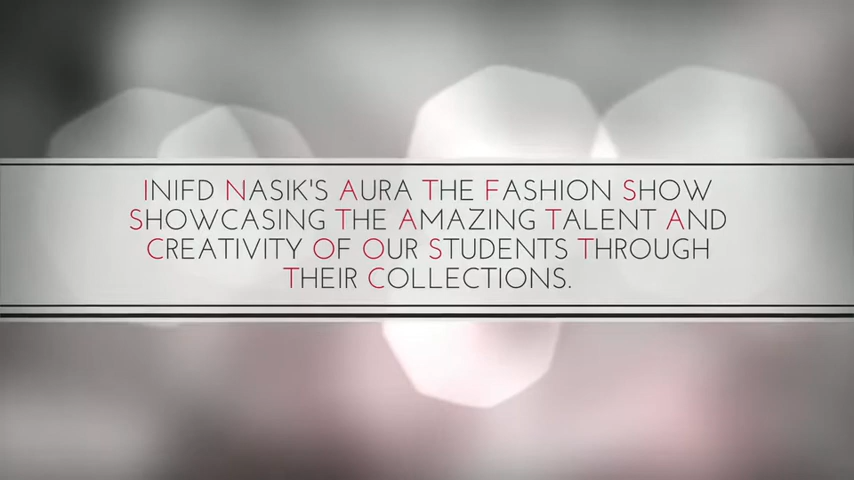 INIFD NASIK'S AURA THE FASHION SHOW
SHOWCASING THE AMAZING TALENT AND
CREATIVITY OF OUR STUDENTS THROUGH
THEIR COLLECTIONS.